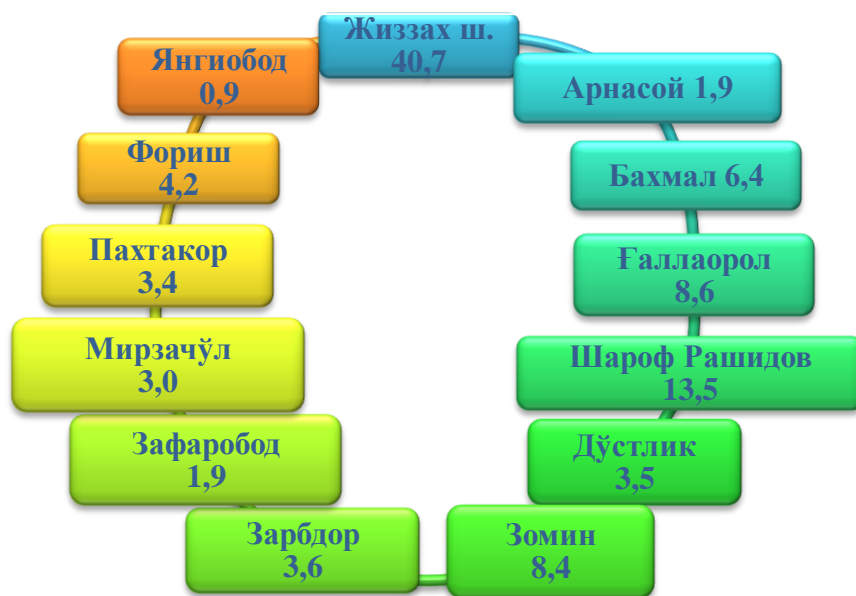 Жиззах ш.
40,7
Арнасой 1,9
Бахмал 6,4
Ғаллаорол
8,6
Шароф Рашидов
13,5
Дўстлик
3,5
Зомин
8,4
Зарбдор
3,6
Зафаробод
1,9
Мирзачўл
3,0
Пахтакор
3,4
Фориш
4,2
Янгиобод
0,9